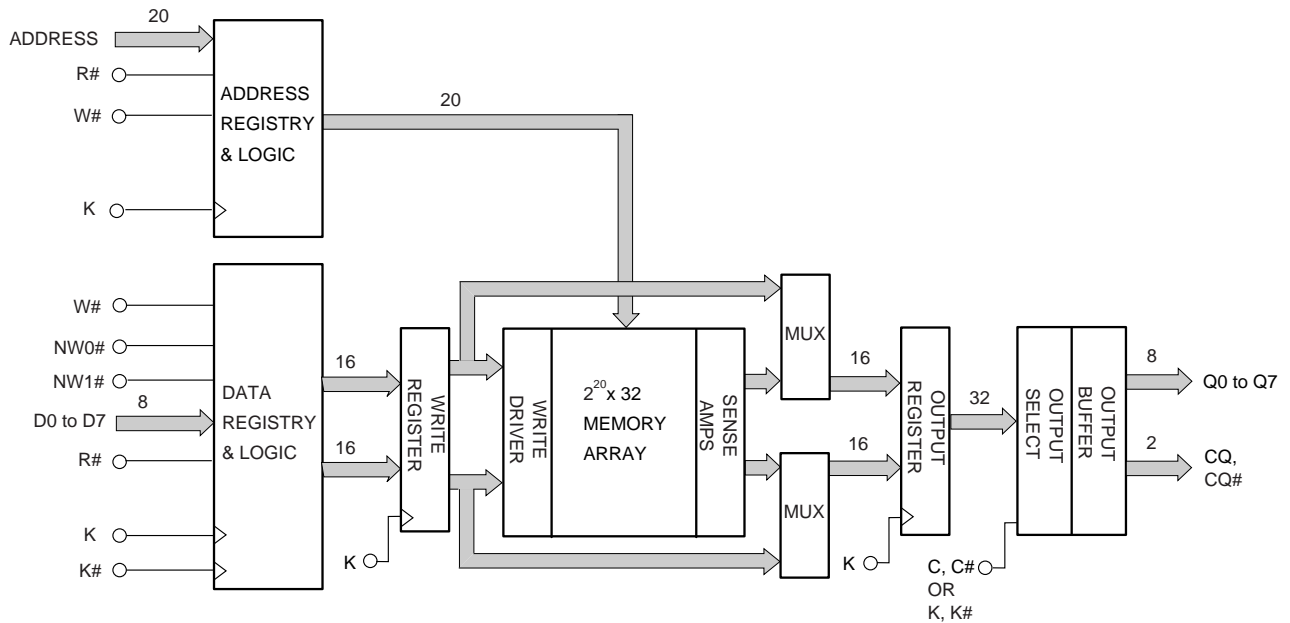 20
ADDRESS
R#
W#
K
ADDRESS
REGISTRY
& LOGIC
20
W#
NW0#
NW1#
D0 to D7
8
R#
K
K#
DATA
REGISTRY
& LOGIC
16
16
WRITE
REGISTER
K
WRITE
DRIVER
2²⁰ x 32
MEMORY
ARRAY
SENSE
AMPS
MUX
MUX
16
16
OUTPUT
REGISTER
K
32
OUTPUT
SELECT
OUTPUT
BUFFER
C, C#
OR
K, K#
8
Q0 to Q7
2
CQ,
CQ#